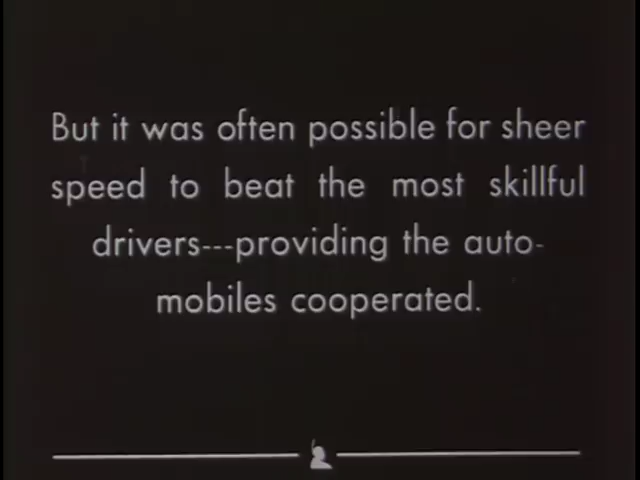 But it was often possible for sheer
speed to beat the most skillful
drivers---providing the auto-
mobiles cooperated.